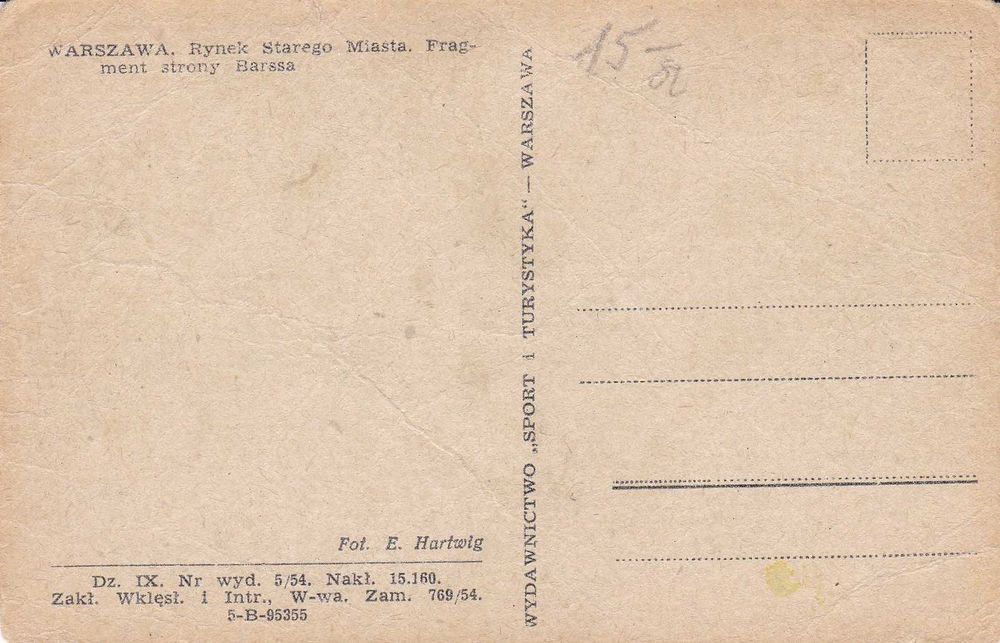 WARSZAWA. Rynek Starego Miasta. Frag-
ment strony Barssa
15-
WYDAWNICTWO „SPORT i TURYSTYKA“ — WARSZAWA
Fot. E. Hartwig
Dz. IX. Nr wyd. 5/54. Nakł. 15.160.
Zakł. Wklęsł. i Intr., W-wa. Zam. 769/54.
5-B-95355